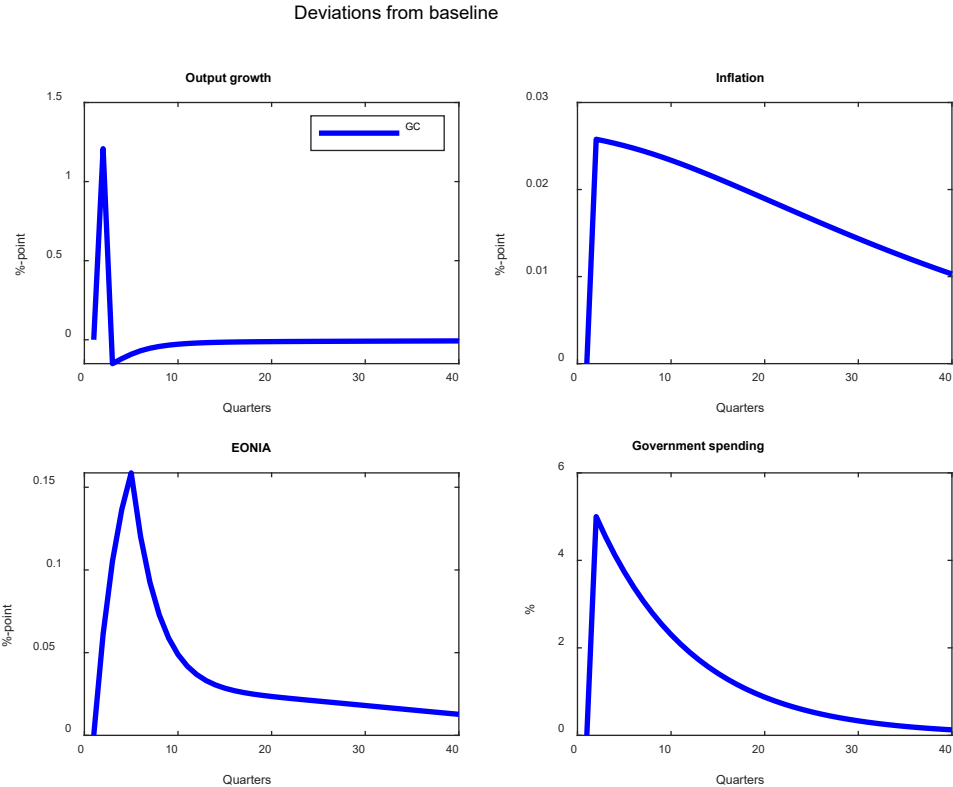 Deviations from baseline
Output growth
1.5
1
0.5
0
%-point
GC
0 10 20 30 40
Quarters
Inflation
0.03
0.02
0.01
0
%-point
0 10 20 30 40
Quarters
EONIA
0.15
0.1
0.05
0
%-point
0 10 20 30 40
Quarters
Government spending
6
4
2
0
%
0 10 20 30 40
Quarters